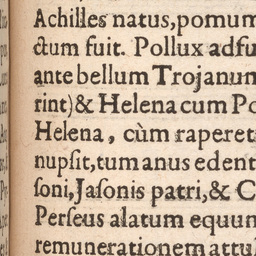 Achilles natus, pomum
ctum fuit. Pollux adfu
ante bellum Trojanum
rint) & Helena cum Po
Helena, cùm raperet
nupſit, tum anus edent
ſoni, Jaſonis patri, & C
Perſeus alatum equun
remunerationem attul